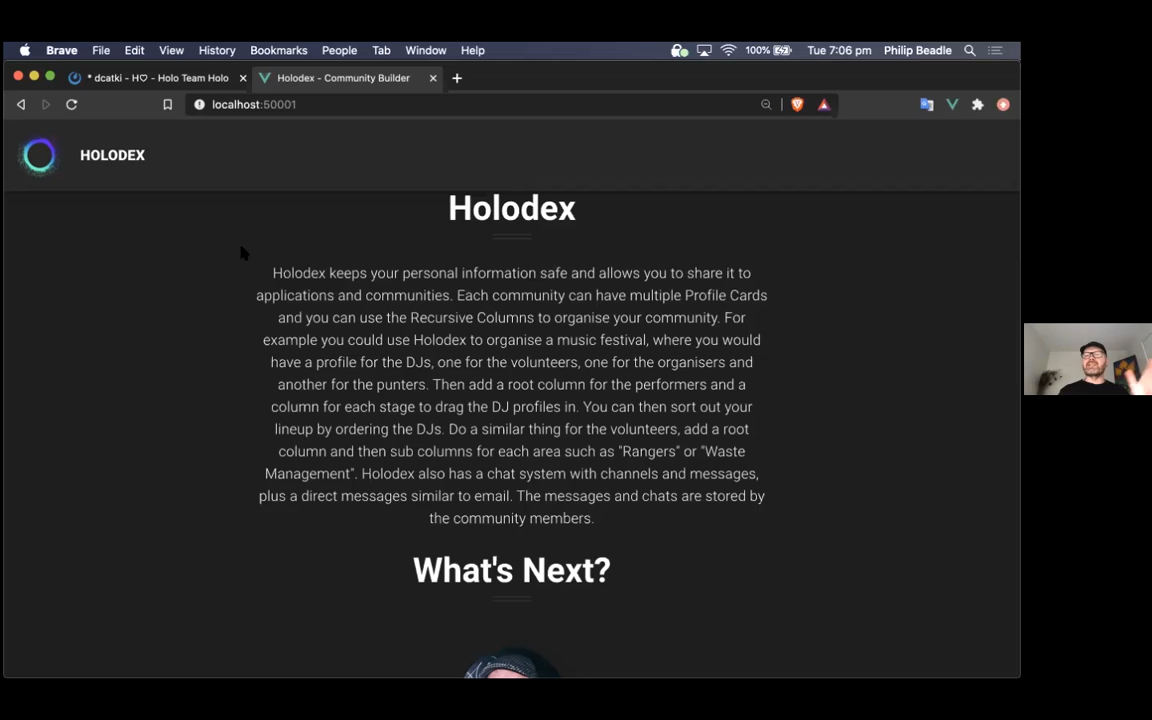 Brave File Edit View History Bookmarks People Tab Window Help 100% Tue 7:06 pm Philip Beadle
* dcatki - H♡ - Holo Team Holo Holodex - Community Builder
localhost:50001
HOLODEX
Holodex
Holodex keeps your personal information safe and allows you to share it to
applications and communities. Each community can have multiple Profile Cards
and you can use the Recursive Columns to organise your community. For
example you could use Holodex to organise a music festival, where you would
have a profile for the DJs, one for the volunteers, one for the organisers and
another for the punters. Then add a root column for the performers and a
column for each stage to drag the DJ profiles in. You can then sort out your
lineup by ordering the DJs. Do a similar thing for the volunteers, add a root
column and then sub columns for each area such as "Rangers" or "Waste
Management". Holodex also has a chat system with channels and messages,
plus a direct messages similar to email. The messages and chats are stored by
the community members.
What's Next?